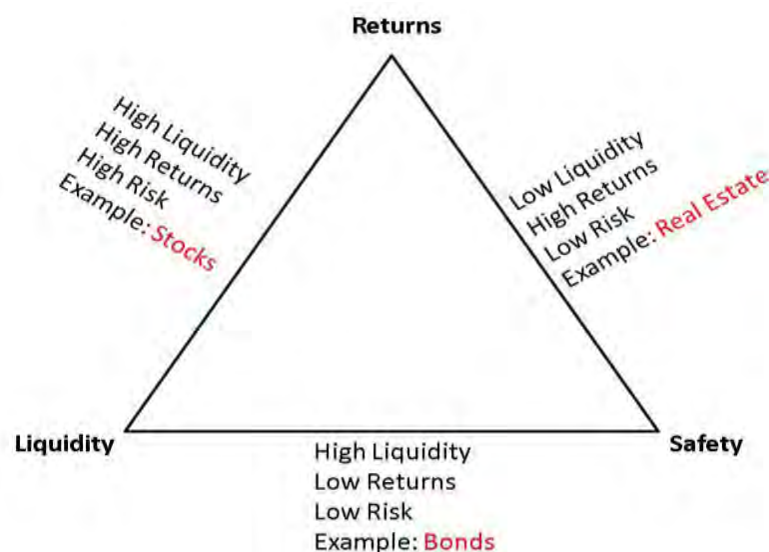 Returns
High Liquidity
High Returns
High Risk
Example: Stocks
Low Liquidity
High Returns
Low Risk
Example: Real Estate
Liquidity
Safety
High Liquidity
Low Returns
Low Risk
Example: Bonds